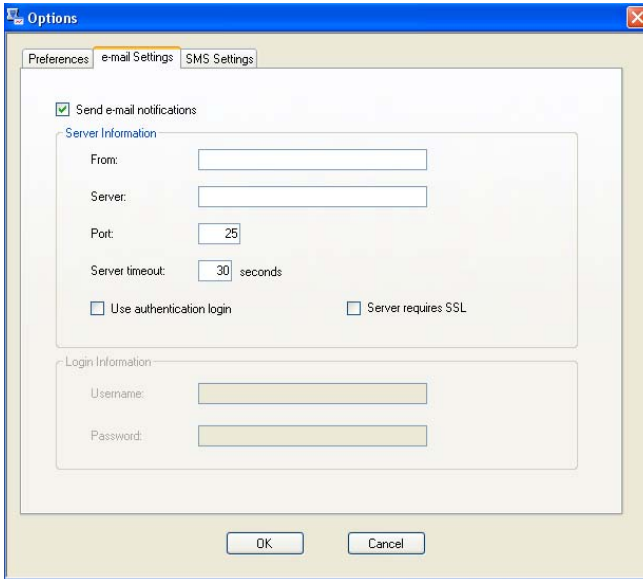 Options
Preferences e-mail Settings SMS Settings
Send e-mail notifications
Server Information
From:
Server:
Port: 25
Server timeout: 30 seconds
Use authentication login Server requires SSL
Login Information
Username:
Password:
OK Cancel